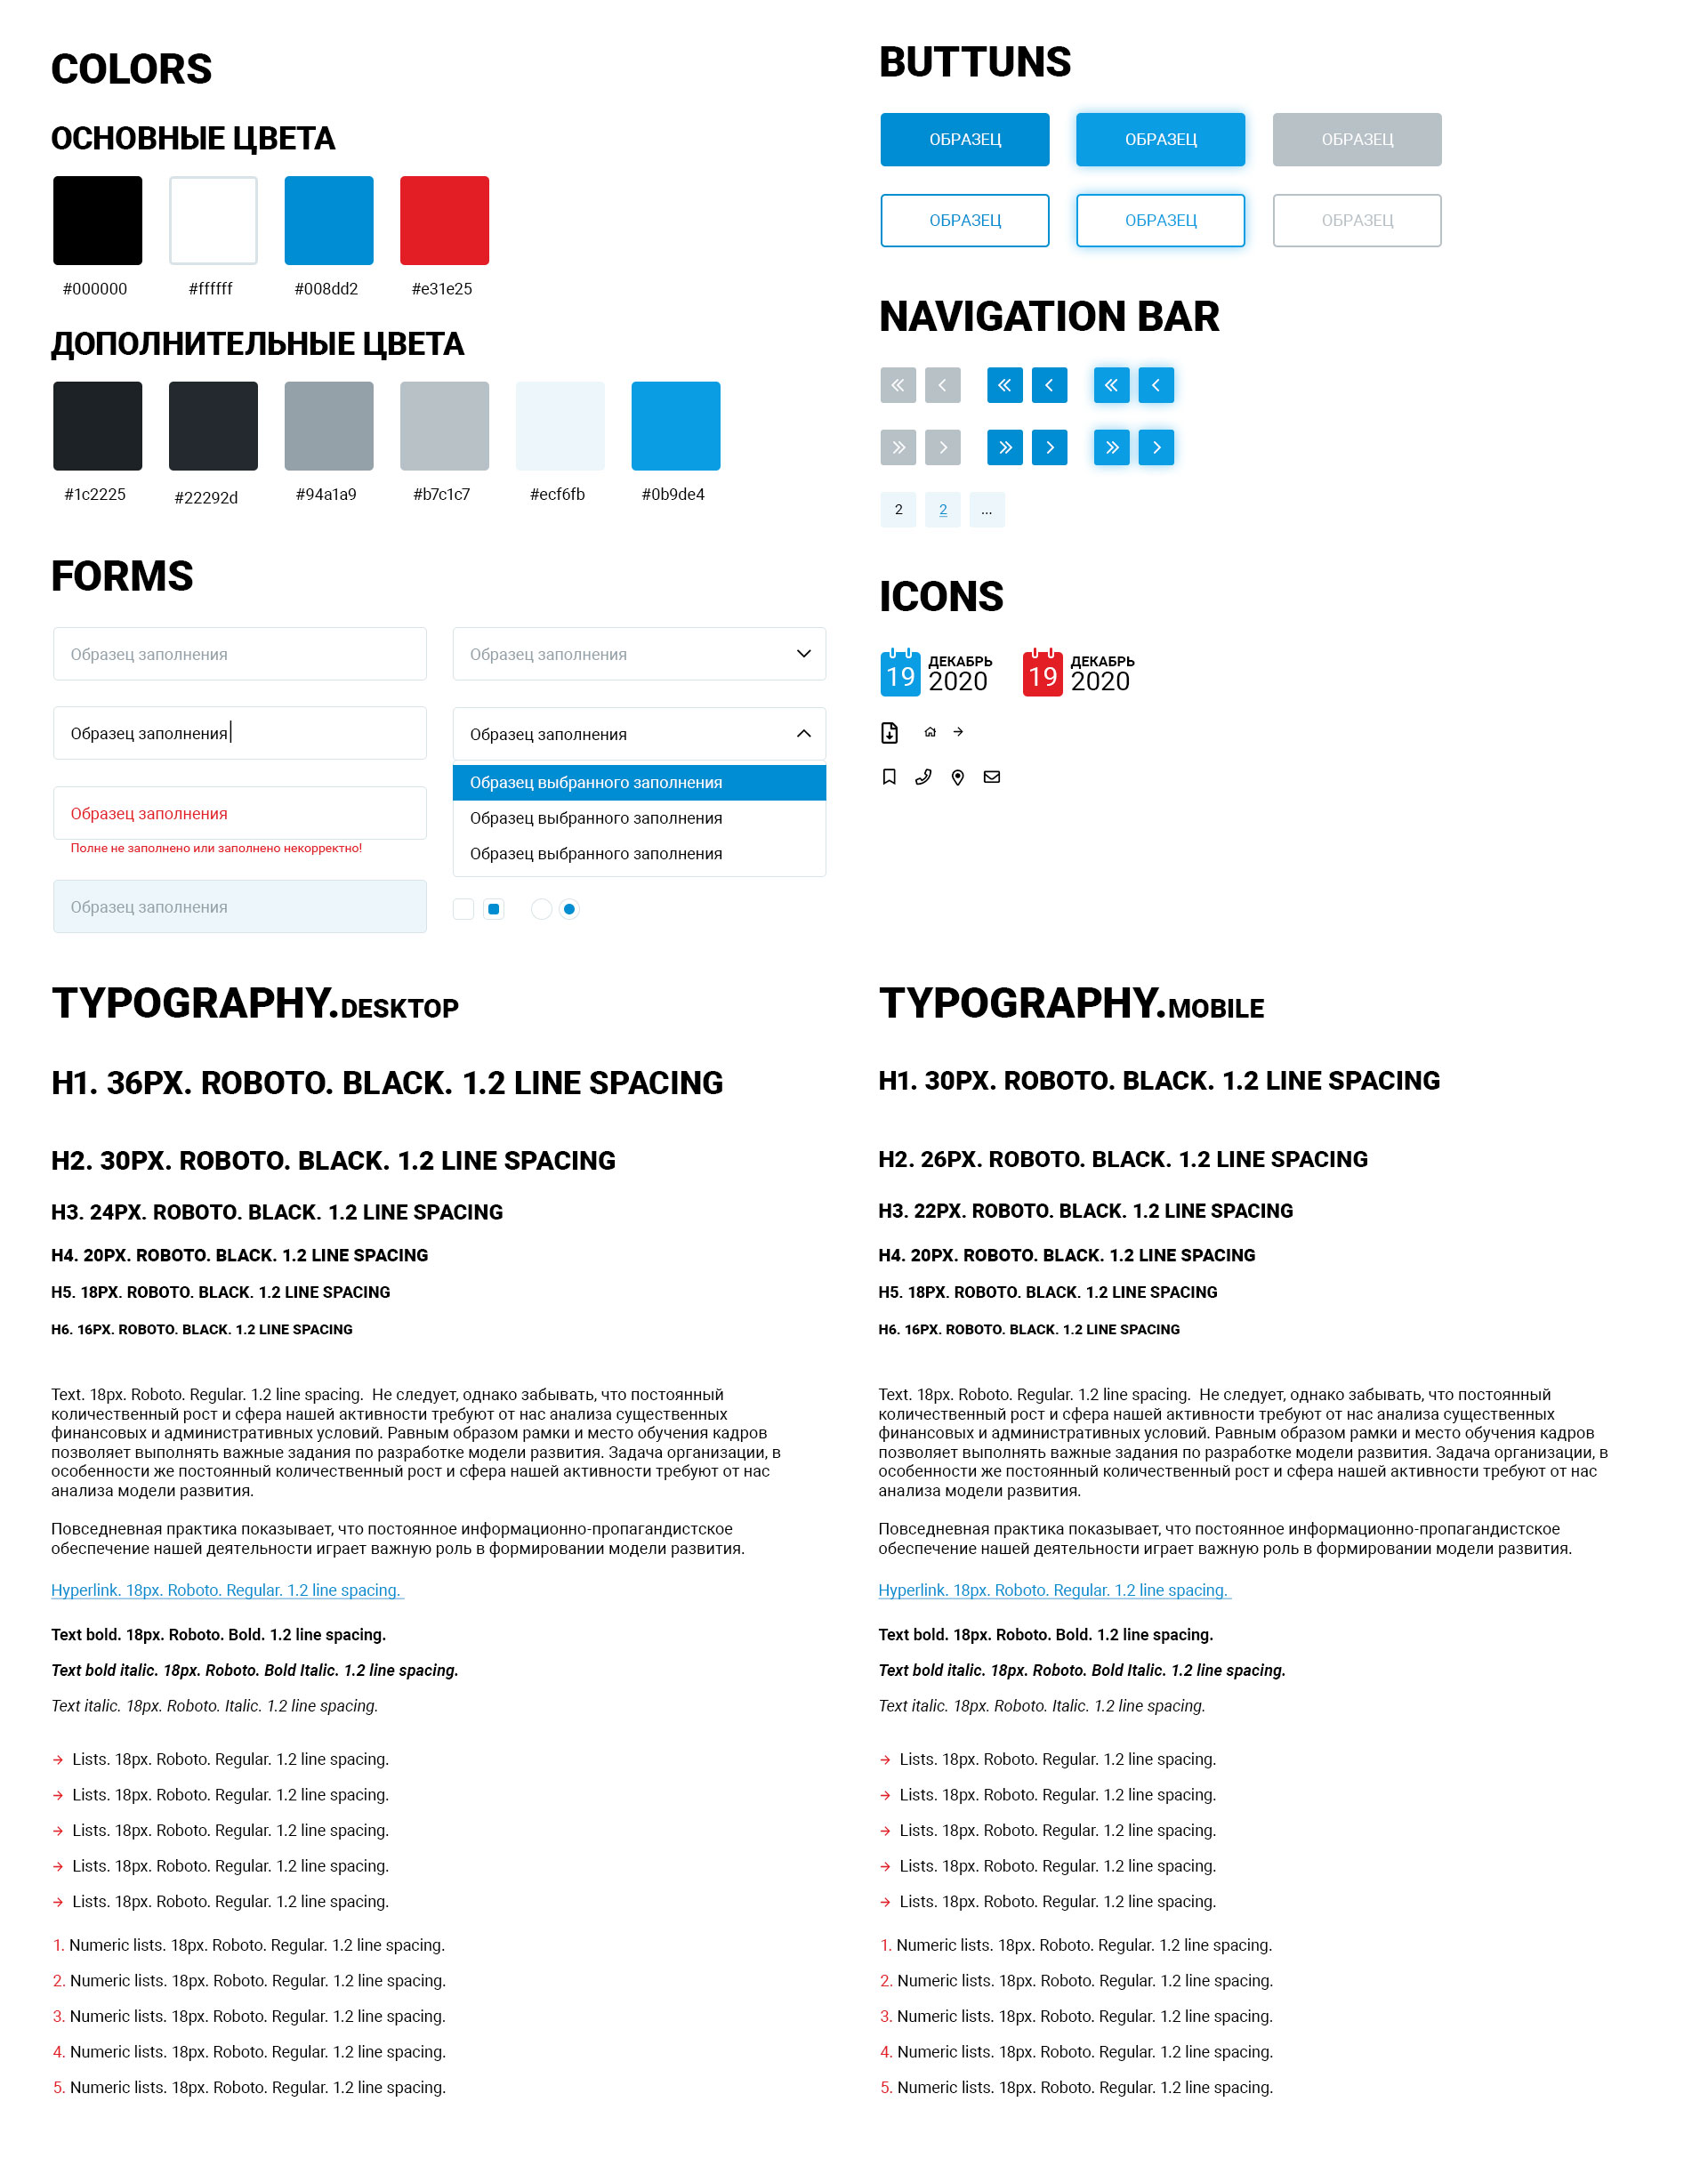 COLORS
ОСНОВНЫЕ ЦВЕТА
#000000
#ffffff
#008dd2
#e31e25
ДОПОЛНИТЕЛЬНЫЕ ЦВЕТА
#1c2225
#22292d
#94a1a9
#b7c1c7
#ecf6fb
#0b9de4
BUTTUNS
ОБРАЗЕЦ
ОБРАЗЕЦ
ОБРАЗЕЦ
ОБРАЗЕЦ
ОБРАЗЕЦ
ОБРАЗЕЦ
NAVIGATION BAR
2
2
...
FORMS
Образец заполнения
Образец заполнения
Образец заполнения
Полне не заполнено или заполнено некорректно!
Образец заполнения
Образец заполнения
Образец заполнения
Образец выбранного заполнения
Образец выбранного заполнения
Образец выбранного заполнения
ICONS
19
ДЕКАБРЬ
2020
19
ДЕКАБРЬ
2020
TYPOGRAPHY.DESKTOP
H1. 36PX. ROBOTO. BLACK. 1.2 LINE SPACING
H2. 30PX. ROBOTO. BLACK. 1.2 LINE SPACING
H3. 24PX. ROBOTO. BLACK. 1.2 LINE SPACING
H4. 20PX. ROBOTO. BLACK. 1.2 LINE SPACING
H5. 18PX. ROBOTO. BLACK. 1.2 LINE SPACING
H6. 16PX. ROBOTO. BLACK. 1.2 LINE SPACING
Text. 18px. Roboto. Regular. 1.2 line spacing. Не следует, однако забывать, что постоянный
количественный рост и сфера нашей активности требуют от нас анализа существенных
финансовых и административных условий. Равным образом рамки и место обучения кадров
позволяет выполнять важные задания по разработке модели развития. Задача организации, в
особенности же постоянный количественный рост и сфера нашей активности требуют от нас
анализа модели развития.
Повседневная практика показывает, что постоянное информационно-пропагандистское
обеспечение нашей деятельности играет важную роль в формировании модели развития.
Hyperlink. 18px. Roboto. Regular. 1.2 line spacing.
Text bold. 18px. Roboto. Bold. 1.2 line spacing.
Text bold italic. 18px. Roboto. Bold Italic. 1.2 line spacing.
Text italic. 18px. Roboto. Italic. 1.2 line spacing.
→ Lists. 18px. Roboto. Regular. 1.2 line spacing.
→ Lists. 18px. Roboto. Regular. 1.2 line spacing.
→ Lists. 18px. Roboto. Regular. 1.2 line spacing.
→ Lists. 18px. Roboto. Regular. 1.2 line spacing.
→ Lists. 18px. Roboto. Regular. 1.2 line spacing.
1. Numeric lists. 18px. Roboto. Regular. 1.2 line spacing.
2. Numeric lists. 18px. Roboto. Regular. 1.2 line spacing.
3. Numeric lists. 18px. Roboto. Regular. 1.2 line spacing.
4. Numeric lists. 18px. Roboto. Regular. 1.2 line spacing.
5. Numeric lists. 18px. Roboto. Regular. 1.2 line spacing.
TYPOGRAPHY.MOBILE
H1. 30PX. ROBOTO. BLACK. 1.2 LINE SPACING
H2. 26PX. ROBOTO. BLACK. 1.2 LINE SPACING
H3. 22PX. ROBOTO. BLACK. 1.2 LINE SPACING
H4. 20PX. ROBOTO. BLACK. 1.2 LINE SPACING
H5. 18PX. ROBOTO. BLACK. 1.2 LINE SPACING
H6. 16PX. ROBOTO. BLACK. 1.2 LINE SPACING
Text. 18px. Roboto. Regular. 1.2 line spacing. Не следует, однако забывать, что постоянный
количественный рост и сфера нашей активности требуют от нас анализа существенных
финансовых и административных условий. Равным образом рамки и место обучения кадров
позволяет выполнять важные задания по разработке модели развития. Задача организации, в
особенности же постоянный количественный рост и сфера нашей активности требуют от нас
анализа модели развития.
Повседневная практика показывает, что постоянное информационно-пропагандистское
обеспечение нашей деятельности играет важную роль в формировании модели развития.
Hyperlink. 18px. Roboto. Regular. 1.2 line spacing.
Text bold. 18px. Roboto. Bold. 1.2 line spacing.
Text bold italic. 18px. Roboto. Bold Italic. 1.2 line spacing.
Text italic. 18px. Roboto. Italic. 1.2 line spacing.
→ Lists. 18px. Roboto. Regular. 1.2 line spacing.
→ Lists. 18px. Roboto. Regular. 1.2 line spacing.
→ Lists. 18px. Roboto. Regular. 1.2 line spacing.
→ Lists. 18px. Roboto. Regular. 1.2 line spacing.
→ Lists. 18px. Roboto. Regular. 1.2 line spacing.
1. Numeric lists. 18px. Roboto. Regular. 1.2 line spacing.
2. Numeric lists. 18px. Roboto. Regular. 1.2 line spacing.
3. Numeric lists. 18px. Roboto. Regular. 1.2 line spacing.
4. Numeric lists. 18px. Roboto. Regular. 1.2 line spacing.
5. Numeric lists. 18px. Roboto. Regular. 1.2 line spacing.